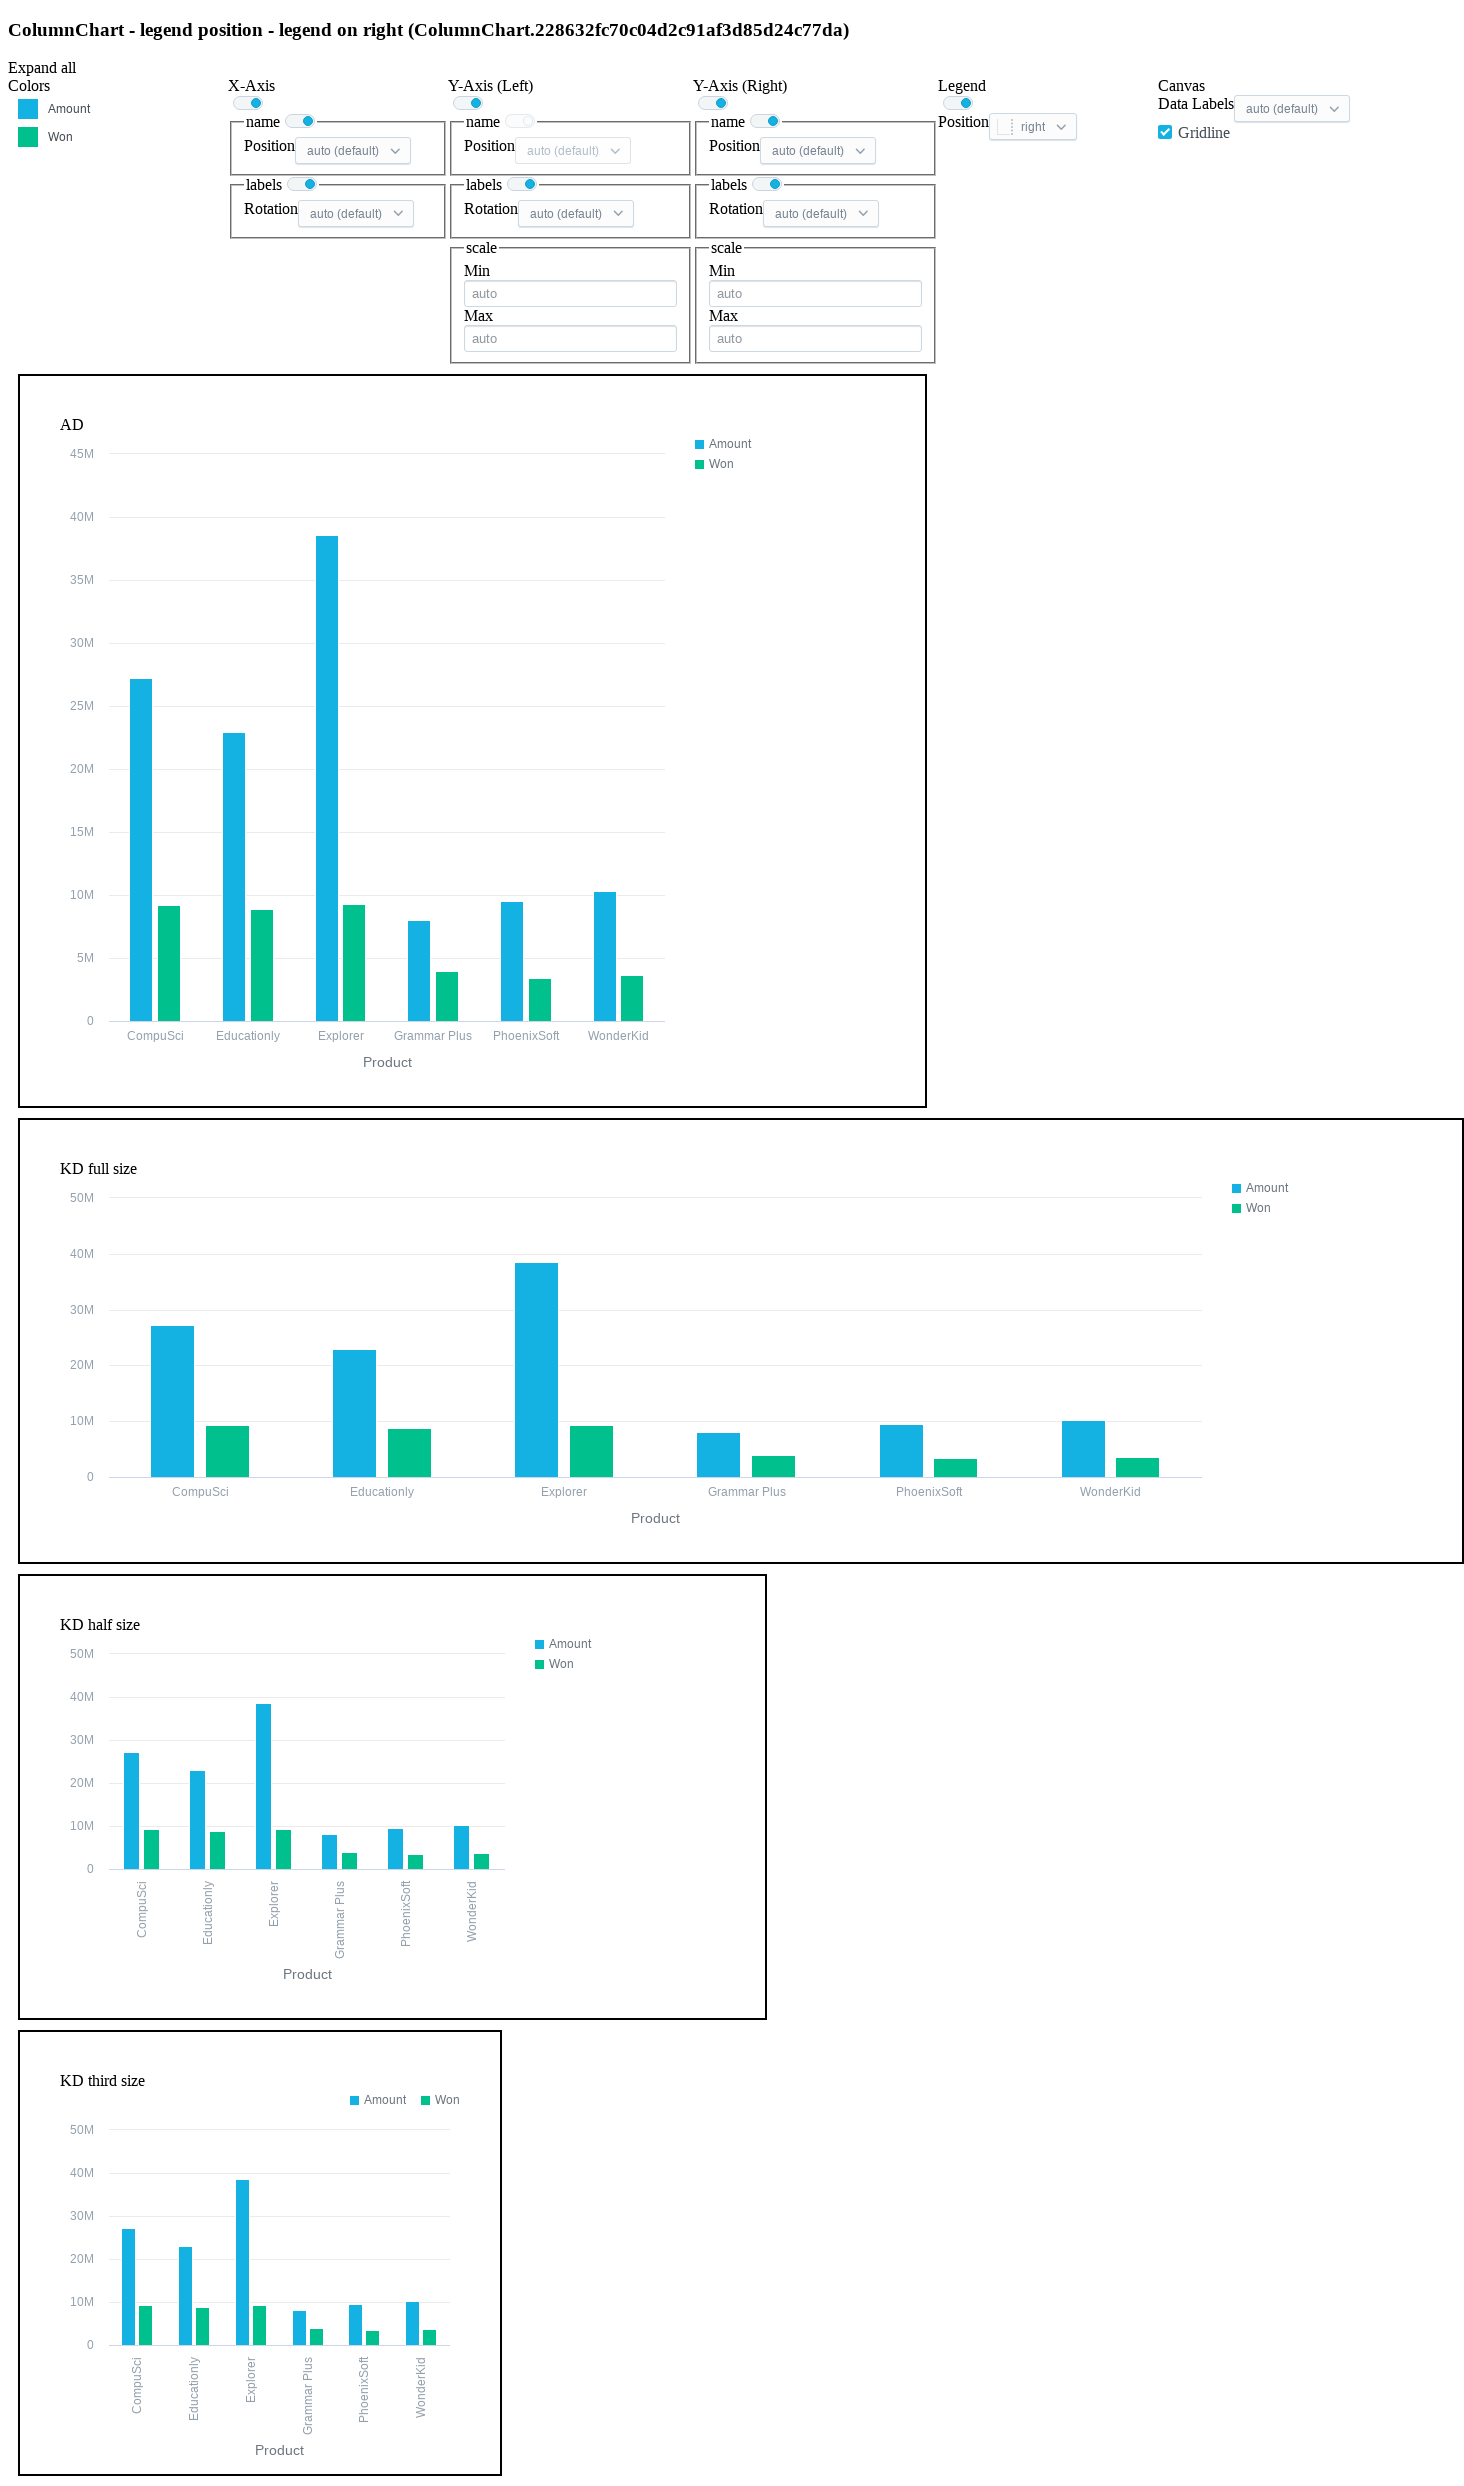 ColumnChart - legend position - legend on right (ColumnChart.228632fc70c04d2c91af3d85d24c77da)
Expand all
Colors
Amount
Won
X-Axis
name
Position auto (default)
labels
Rotation auto (default)
Y-Axis (Left)
name
Position auto (default)
labels
Rotation auto (default)
scale
Min
auto
Max
auto
Y-Axis (Right)
name
Position auto (default)
labels
Rotation auto (default)
scale
Min
auto
Max
auto
Legend
Position right
Canvas
Data Labels auto (default)
Gridline
AD
Amount
Won
45M
40M
35M
30M
25M
20M
15M
10M
5M
0
CompuSci Educationly Explorer Grammar Plus PhoenixSoft WonderKid
Product
KD full size
Amount
Won
50M
40M
30M
20M
10M
0
CompuSci Educationly Explorer Grammar Plus PhoenixSoft WonderKid
Product
KD half size
Amount
Won
50M
40M
30M
20M
10M
0
CompuSci
Educationly
Explorer
Grammar Plus
PhoenixSoft
WonderKid
Product
KD third size
Amount Won
50M
40M
30M
20M
10M
0
CompuSci
Educationly
Explorer
Grammar Plus
PhoenixSoft
WonderKid
Product